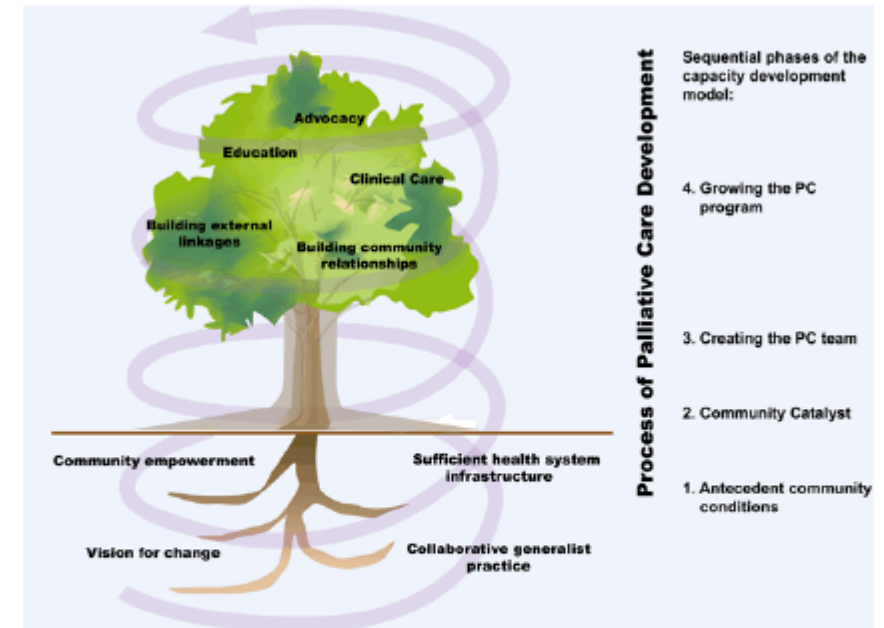 Advocacy
Education
Clinical Care
Building external
linkages
Building community
relationships
Community empowerment
Sufficient health system
infrastructure
Vision for change
Collaborative generalist
practice
Process of Palliative Care Development
Sequential phases of the
capacity development
model:
4. Growing the PC
program
3. Creating the PC team
2. Community Catalyst
1. Antecedent community
conditions